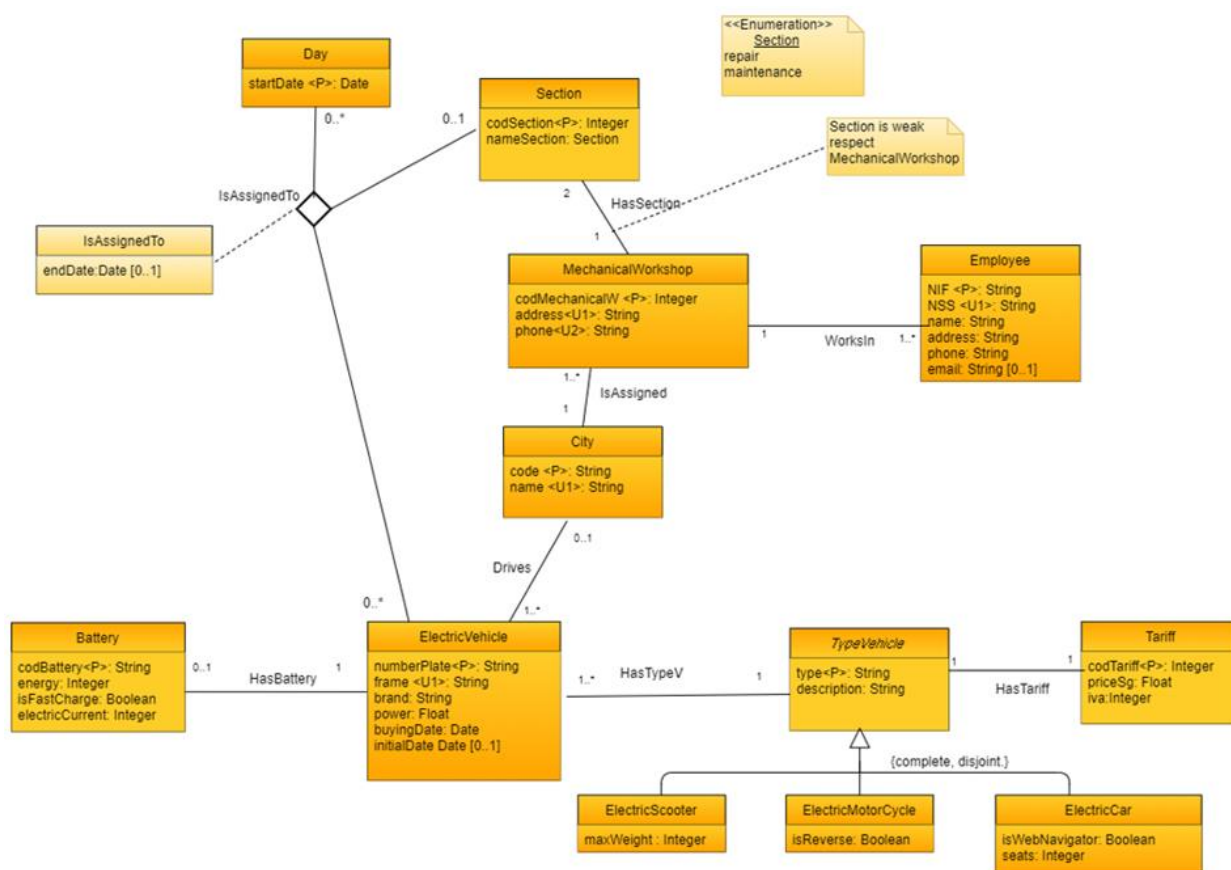 <<Enumeration>>
Section
repair
maintenance
Day
startDate <P>: Date
0..*
0..1
Section
codSection<P>: Integer
nameSection: Section
Section is weak
respect
MechanicalWorkshop
IsAssignedTo
2
HasSection
1
IsAssignedTo
endDate:Date [0..1]
MechanicalWorkshop
codMechanicalW <P>: Integer
address<U1>: String
phone<U2>: String
Employee
NIF <P>: String
NSS <U1>: String
name: String
address: String
phone: String
email: String [0..1]
1
WorksIn
1..*
1..*
IsAssigned
1
City
code <P>: String
name <U1>: String
0..1
Drives
1..*
0..*
Battery
codBattery<P>: String
energy: Integer
isFastCharge: Boolean
electricCurrent: Integer
0..1
HasBattery
1
ElectricVehicle
numberPlate<P>: String
frame <U1>: String
brand: String
power: Float
buyingDate: Date
initialDate Date [0..1]
1..*
HasTypeV
1
TypeVehicle
type<P>: String
description: String
1
HasTariff
1
Tariff
codTariff<P>: Integer
priceSg: Float
iva:Integer
{complete, disjoint.}
ElectricScooter
maxWeight : Integer
ElectricMotorCycle
isReverse: Boolean
ElectricCar
isWebNavigator: Boolean
seats: Integer